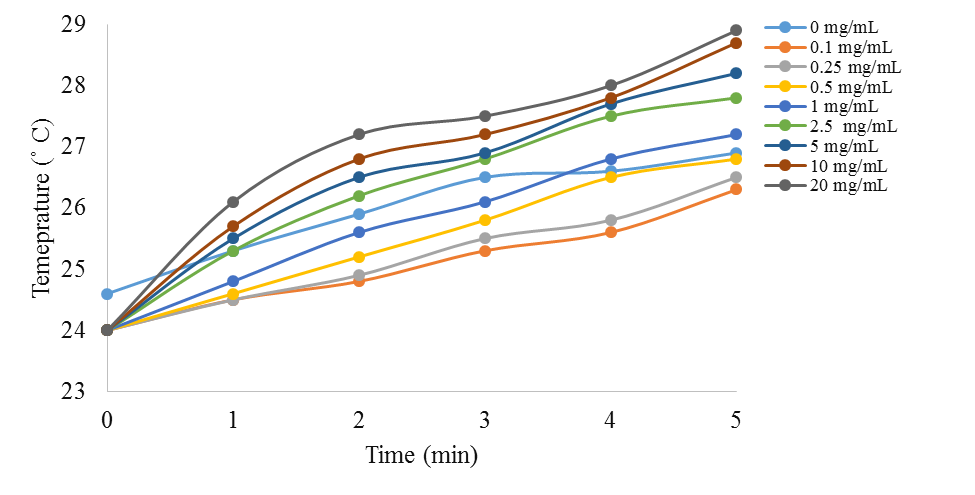 29
28
27
26
25
24
23
Temeprature (˚ C)
0 1 2 3 4 5
Time (min)
0 mg/mL
0.1 mg/mL
0.25 mg/mL
0.5 mg/mL
1 mg/mL
2.5  mg/mL
5 mg/mL
10 mg/mL
20 mg/mL